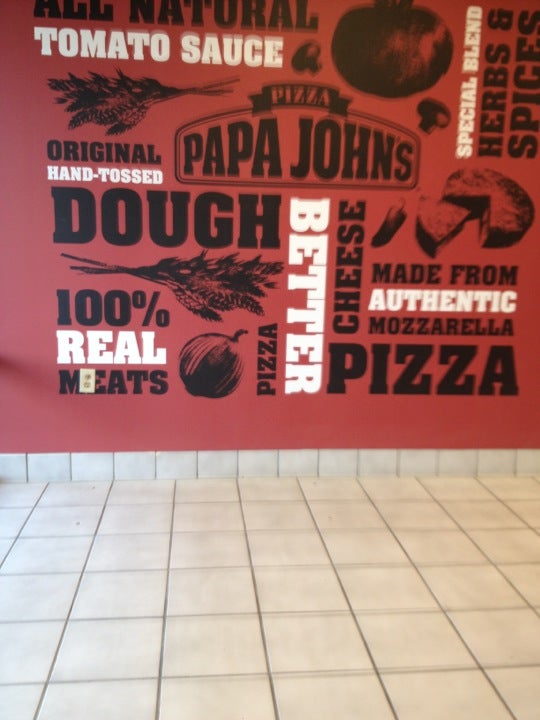 ALL NATURAL
TOMATO SAUCE
SPECIAL BLEND
HERBS &
SPICES
PIZZA
PAPA JOHNS
ORIGINAL
HAND-TOSSED
DOUGH
BETTER
CHEESE
MADE FROM
AUTHENTIC
MOZZARELLA
100%
REAL
MEATS
PIZZA
PIZZA